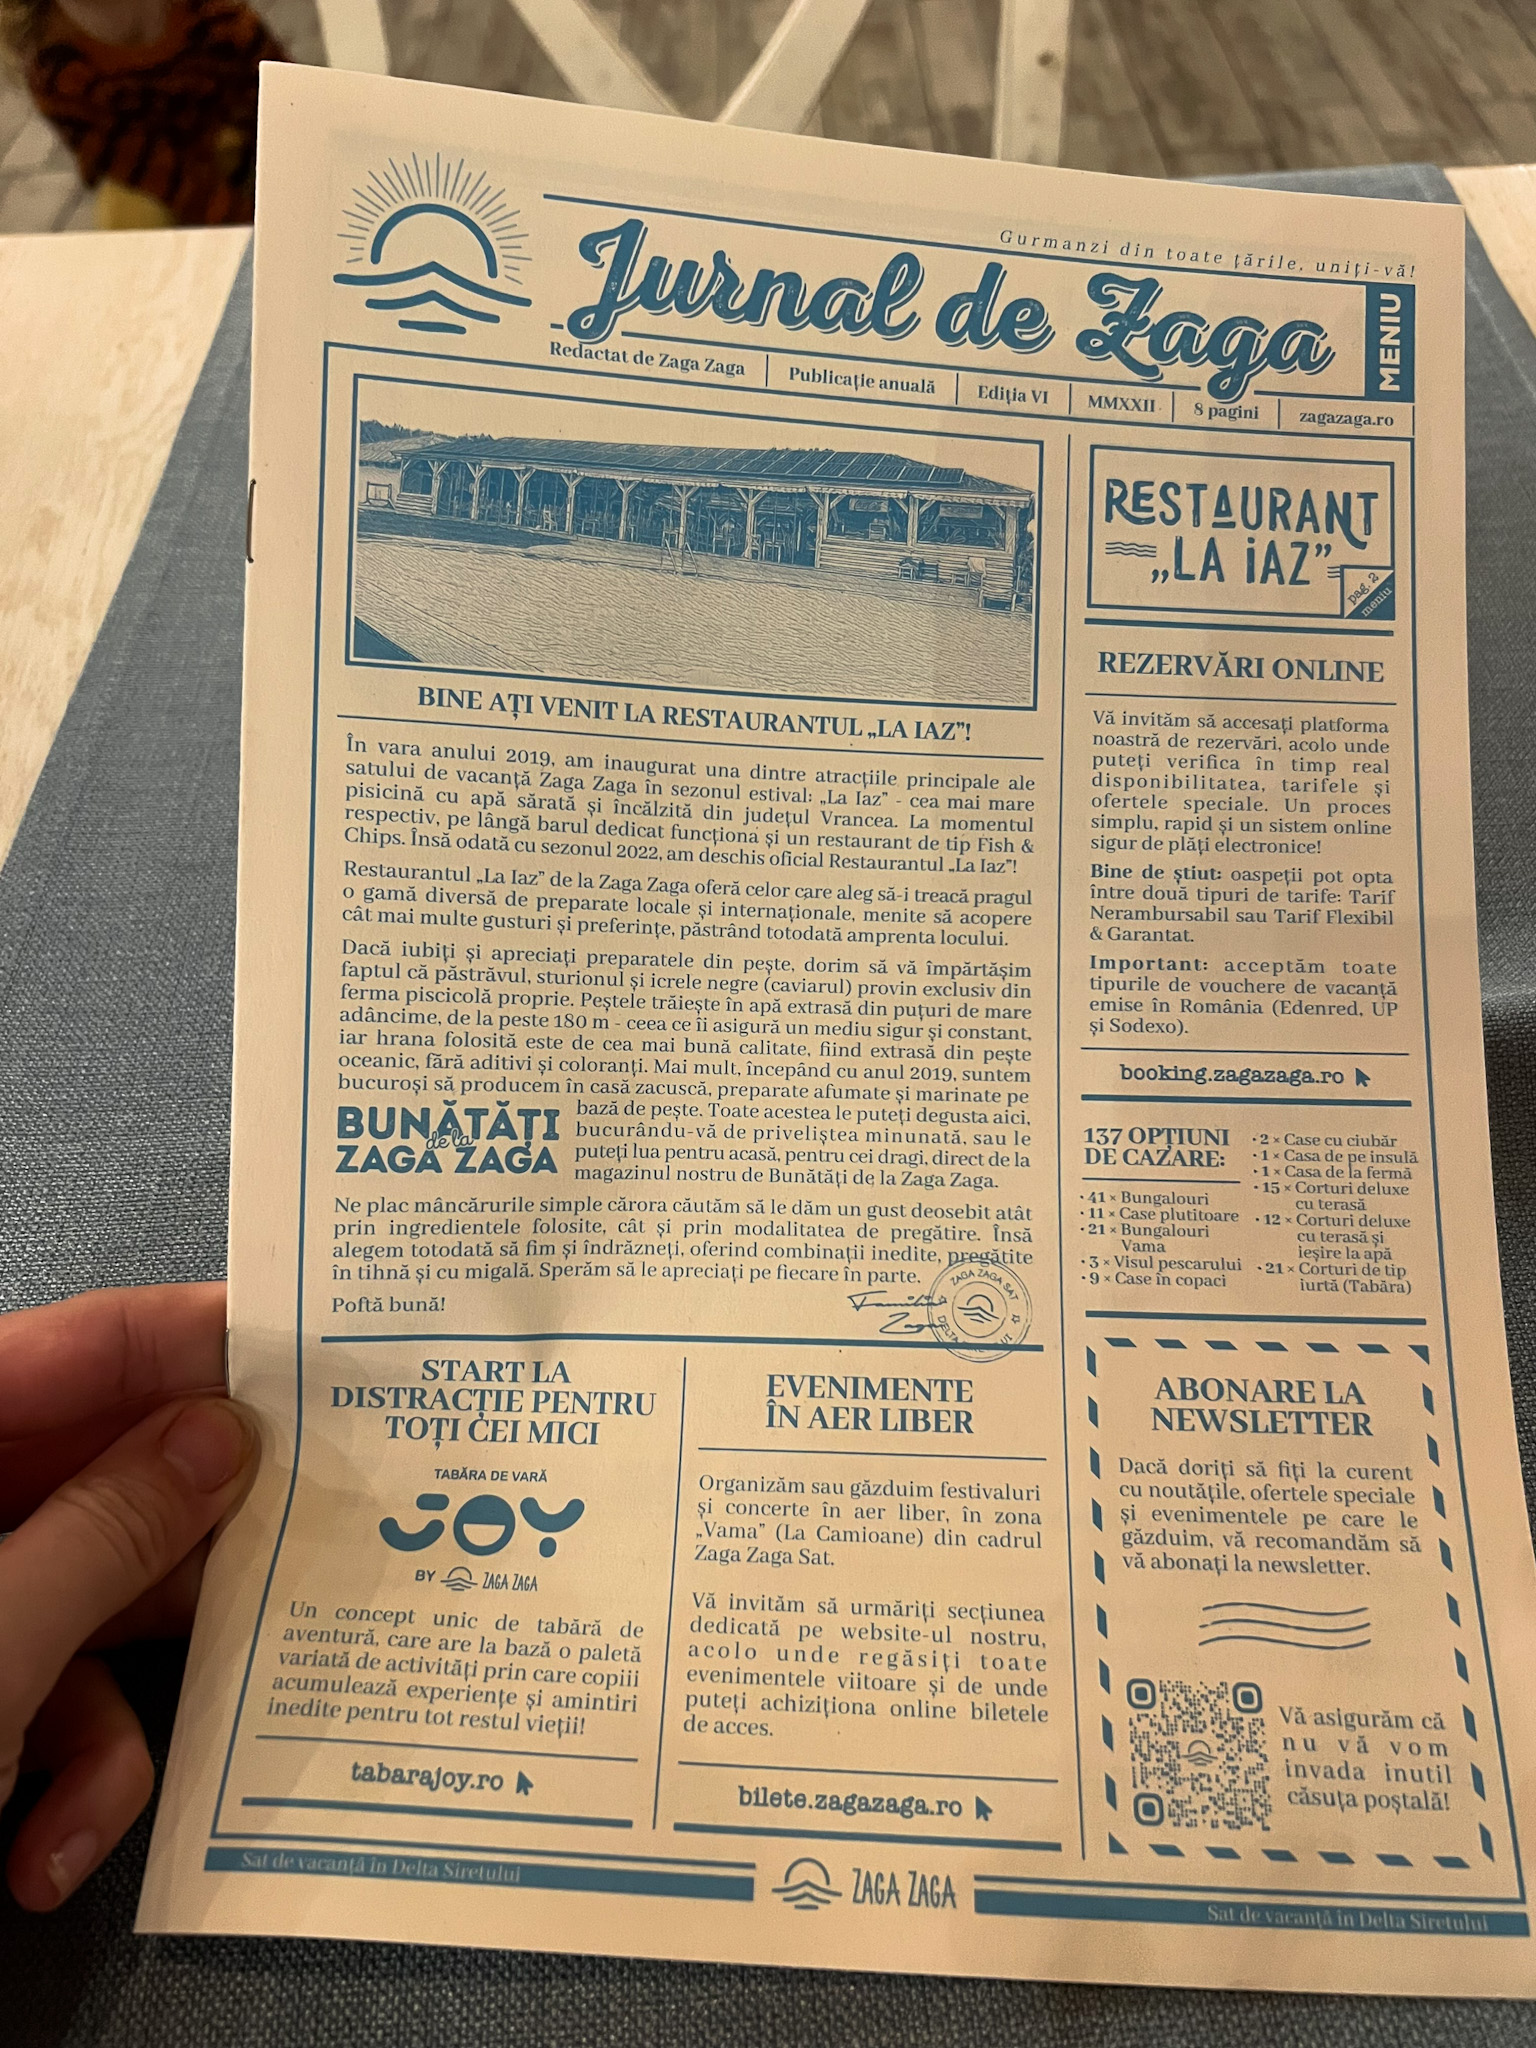 Gurmanzi din toate țările, uniți-vă!
Jurnal de Zaga
MENIU
Redactat de Zaga Zaga
Publicație anuală
Ediția VI
MMXXII
8 pagini
zagazaga.ro
BINE AȚI VENIT LA RESTAURANTUL „LA IAZ”!
În vara anului 2019, am inaugurat una dintre atracțiile principale ale
satului de vacanță Zaga Zaga în sezonul estival: „La Iaz” - cea mai mare
pisicină cu apă sărată și încălzită din județul Vrancea. La momentul
respectiv, pe lângă barul dedicat funcționa și un restaurant de tip Fish &
Chips. Însă odată cu sezonul 2022, am deschis oficial Restaurantul „La Iaz”!
Restaurantul „La Iaz” de la Zaga Zaga oferă celor care aleg să-i treacă pragul
o gamă diversă de preparate locale și internaționale, menite să acopere
cât mai multe gusturi și preferințe, păstrând totodată amprenta locului.
Dacă iubiți și apreciați preparatele din pește, dorim să vă împărtășim
faptul că păstrăvul, sturionul și icrele negre (caviarul) provin exclusiv din
ferma piscicolă proprie. Peștele trăiește în apă extrasă din puțuri de mare
adâncime, de la peste 180 m - ceea ce îi asigură un mediu sigur și constant,
iar hrana folosită este de cea mai bună calitate, fiind extrasă din pește
oceanic, fără aditivi și coloranți. Mai mult, începând cu anul 2019, suntem
bucuroși să producem în casă zacuscă, preparate afumate și marinate pe
bază de pește. Toate acestea le puteți degusta aici,
bucurându-vă de priveliștea minunată, sau le
puteți lua pentru acasă, pentru cei dragi, direct de la
magazinul nostru de Bunătăți de la Zaga Zaga.
BUNĂTĂȚI
de la
ZAGA ZAGA
Ne plac mâncărurile simple cărora căutăm să le dăm un gust deosebit atât
prin ingredientele folosite, cât și prin modalitatea de pregătire. Însă
alegem totodată să fim și îndrăzneți, oferind combinații inedite, pregătite
în tihnă și cu migală. Sperăm să le apreciați pe fiecare în parte.
Poftă bună!
Familia
Zaga
ZAGA ZAGA SAT
DELTA
RESTAURANT
„LA IAZ”
pag. 2
meniu
REZERVĂRI ONLINE
Vă invităm să accesați platforma
noastră de rezervări, acolo unde
puteți verifica în timp real
disponibilitatea, tarifele și
ofertele speciale. Un proces
simplu, rapid și un sistem online
sigur de plăți electronice!
Bine de știut: oaspeții pot opta
între două tipuri de tarife: Tarif
Nerambursabil sau Tarif Flexibil
& Garantat.
Important: acceptăm toate
tipurile de vouchere de vacanță
emise în România (Edenred, UP
și Sodexo).
booking.zagazaga.ro
137 OPȚIUNI
DE CAZARE:
• 41 × Bungalouri
• 11 × Case plutitoare
• 21 × Bungalouri
Vama
• 3 × Visul pescarului
• 9 × Case în copaci
• 2 × Case cu ciubăr
• 1 × Casa de pe insulă
• 1 × Casa de la fermă
• 15 × Corturi deluxe
cu terasă
• 12 × Corturi deluxe
cu terasă și
ieșire la apă
• 21 × Corturi de tip
iurtă (Tabăra)
START LA
DISTRACȚIE PENTRU
TOȚI CEI MICI
TABĂRA DE VARĂ
JOY
BY ZAGA ZAGA
Un concept unic de tabără de
aventură, care are la bază o paletă
variată de activități prin care copiii
acumulează experiențe și amintiri
inedite pentru tot restul vieții!
tabarajoy.ro
EVENIMENTE
ÎN AER LIBER
Organizăm sau găzduim festivaluri
și concerte în aer liber, în zona
„Vama” (La Camioane) din cadrul
Zaga Zaga Sat.
Vă invităm să urmăriți secțiunea
dedicată pe website-ul nostru,
acolo unde regăsiți toate
evenimentele viitoare și de unde
puteți achiziționa online biletele
de acces.
bilete.zagazaga.ro
ABONARE LA
NEWSLETTER
Dacă doriți să fiți la curent
cu noutățile, ofertele speciale
și evenimentele pe care le
găzduim, vă recomandăm să
vă abonați la newsletter.
Vă asigurăm că
nu vă vom
invada inutil
căsuța poștală!
Sat de vacanță în Delta Siretului
ZAGA ZAGA
Sat de vacanță în Delta Siretului